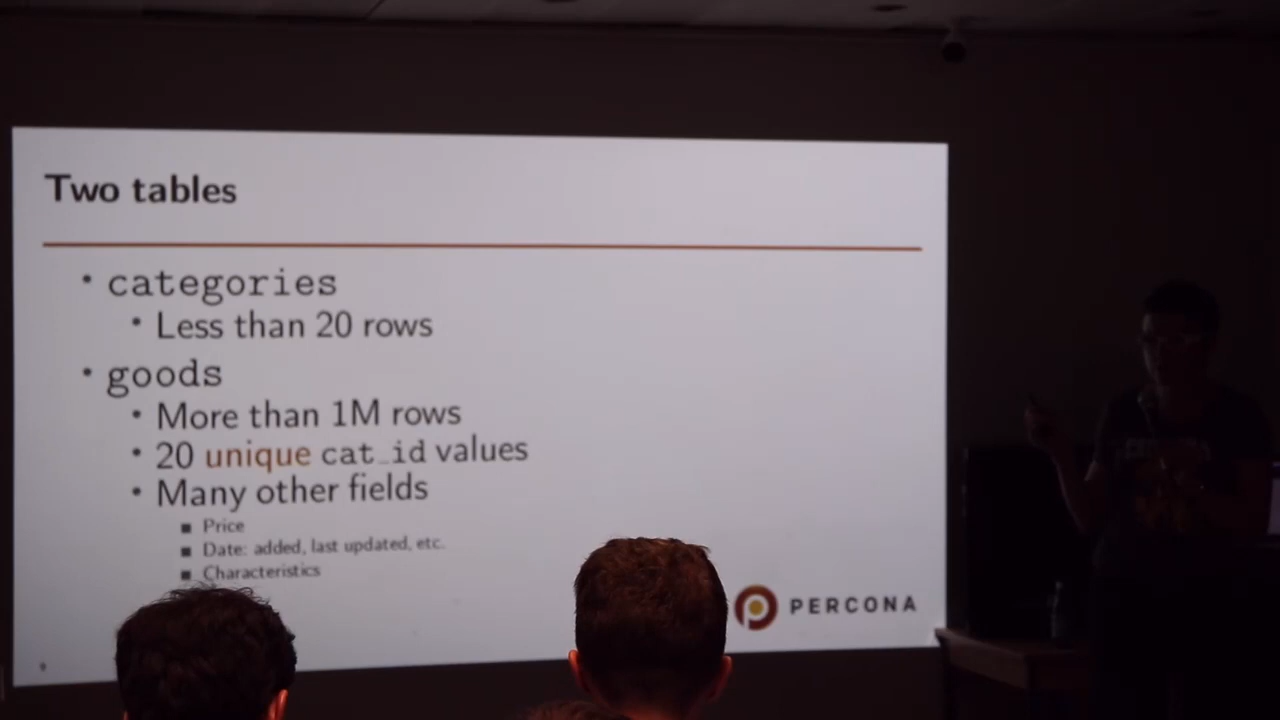 Two tables
• categories
• Less than 20 rows
• goods
• More than 1M rows
• 20 unique cat_id values
• Many other fields
■ Price
■ Date: added, last updated, etc.
■ Characteristics
PERCONA
9